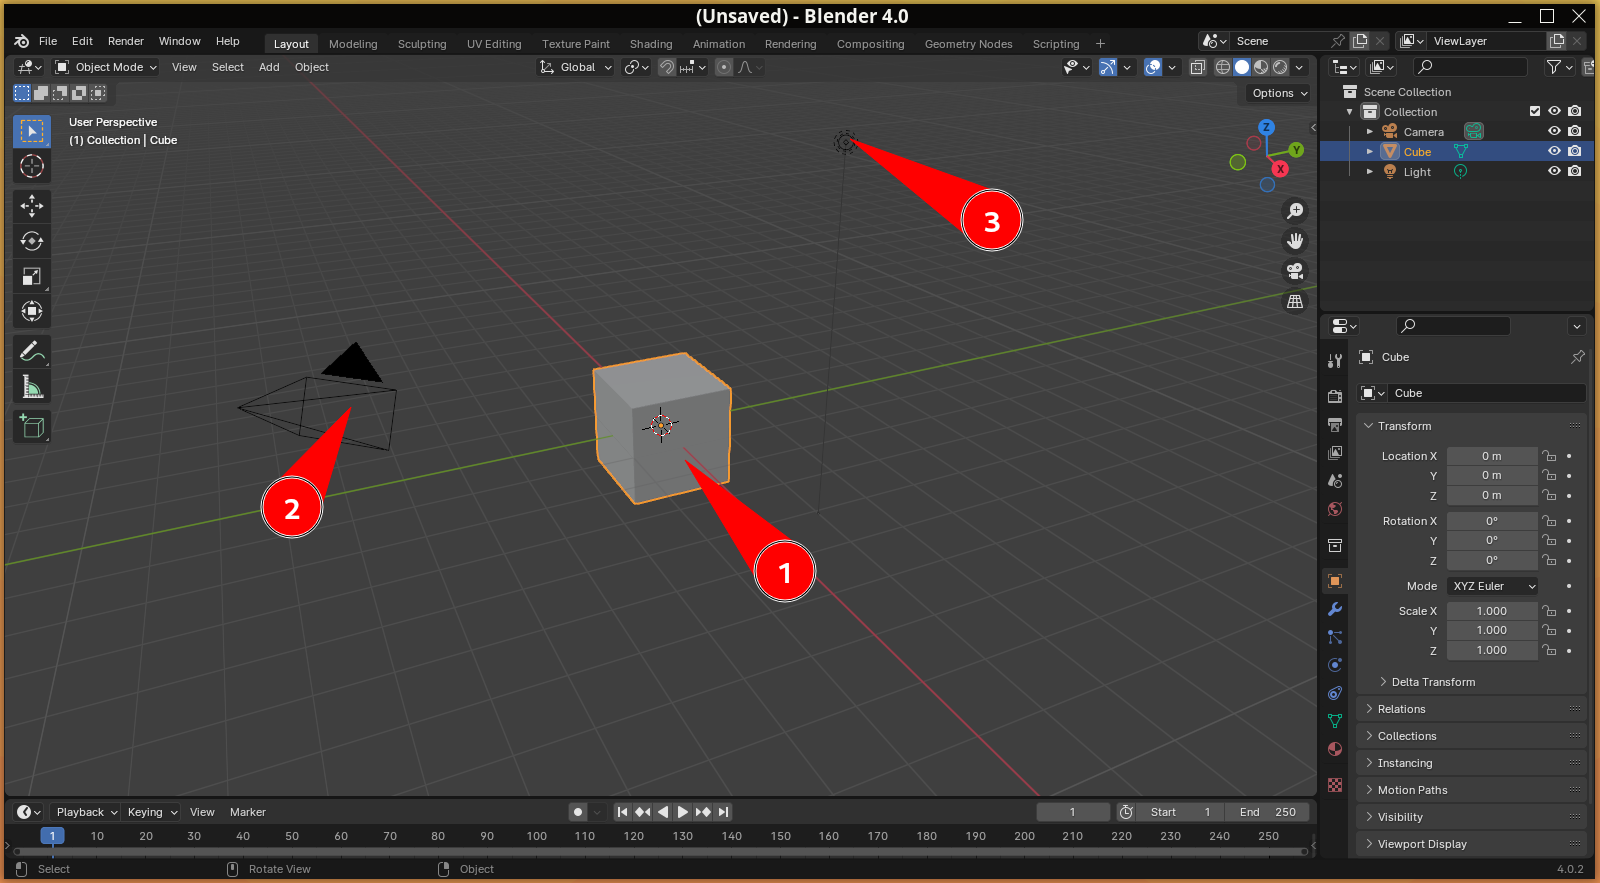 (Unsaved) - Blender 4.0
File Edit Render Window Help Layout Modeling Sculpting UV Editing Texture Paint Shading Animation Rendering Compositing Geometry Nodes Scripting + Scene ViewLayer
Object Mode View Select Add Object Global
Options
User Perspective
(1) Collection | Cube
Z
Y
X
3
2
1
Scene Collection
Collection
Camera
Cube
Light
Cube
Cube
Transform
Location X 0 m
Y 0 m
Z 0 m
Rotation X 0°
Y 0°
Z 0°
Mode XYZ Euler
Scale X 1.000
Y 1.000
Z 1.000
Delta Transform
Relations
Collections
Instancing
Motion Paths
Visibility
Viewport Display
Playback Keying View Marker 1 Start 1 End 250
1 10 20 30 40 50 60 70 80 90 100 110 120 130 140 150 160 170 180 190 200 210 220 230 240 250
Select Rotate View Object 4.0.2